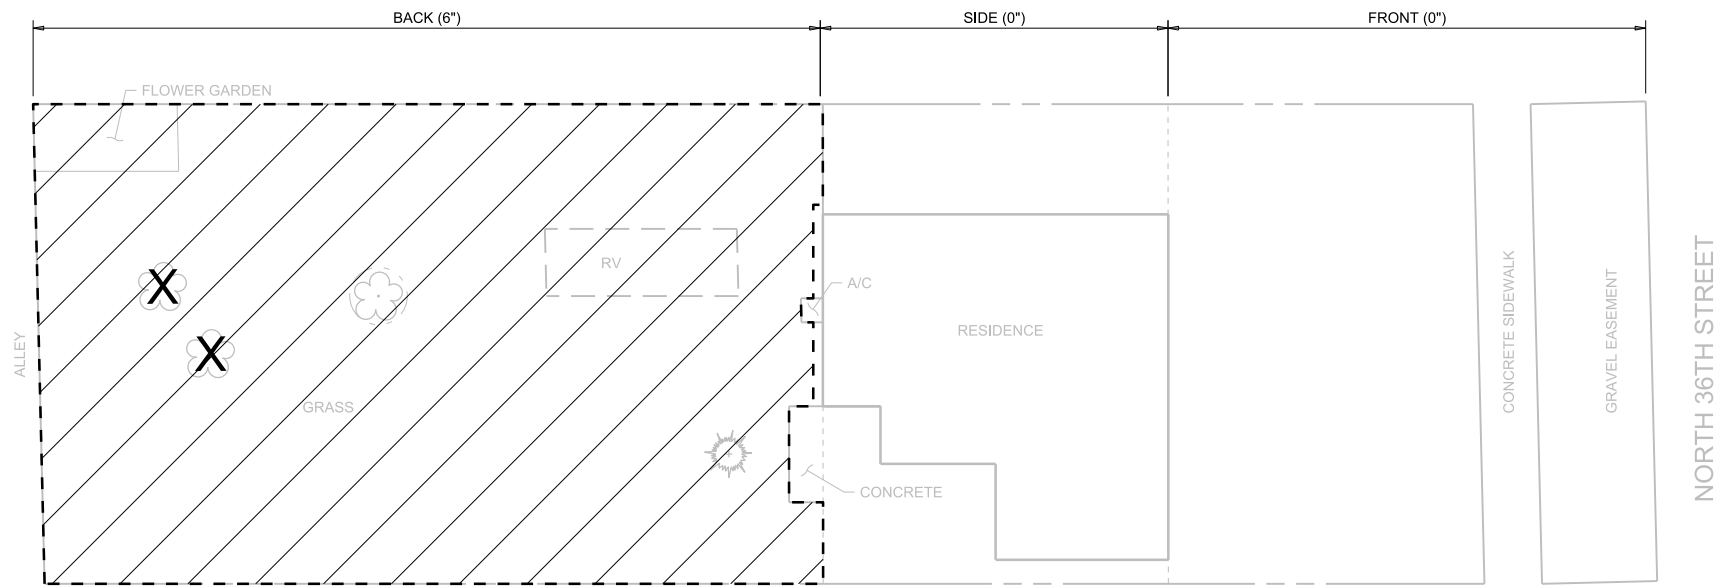 BACK (6")
SIDE (0")
FRONT (0")
FLOWER GARDEN
RV
A/C
X
X
RESIDENCE
ALLEY
GRASS
CONCRETE
CONCRETE SIDEWALK
GRAVEL EASEMENT
NORTH 36TH STREET